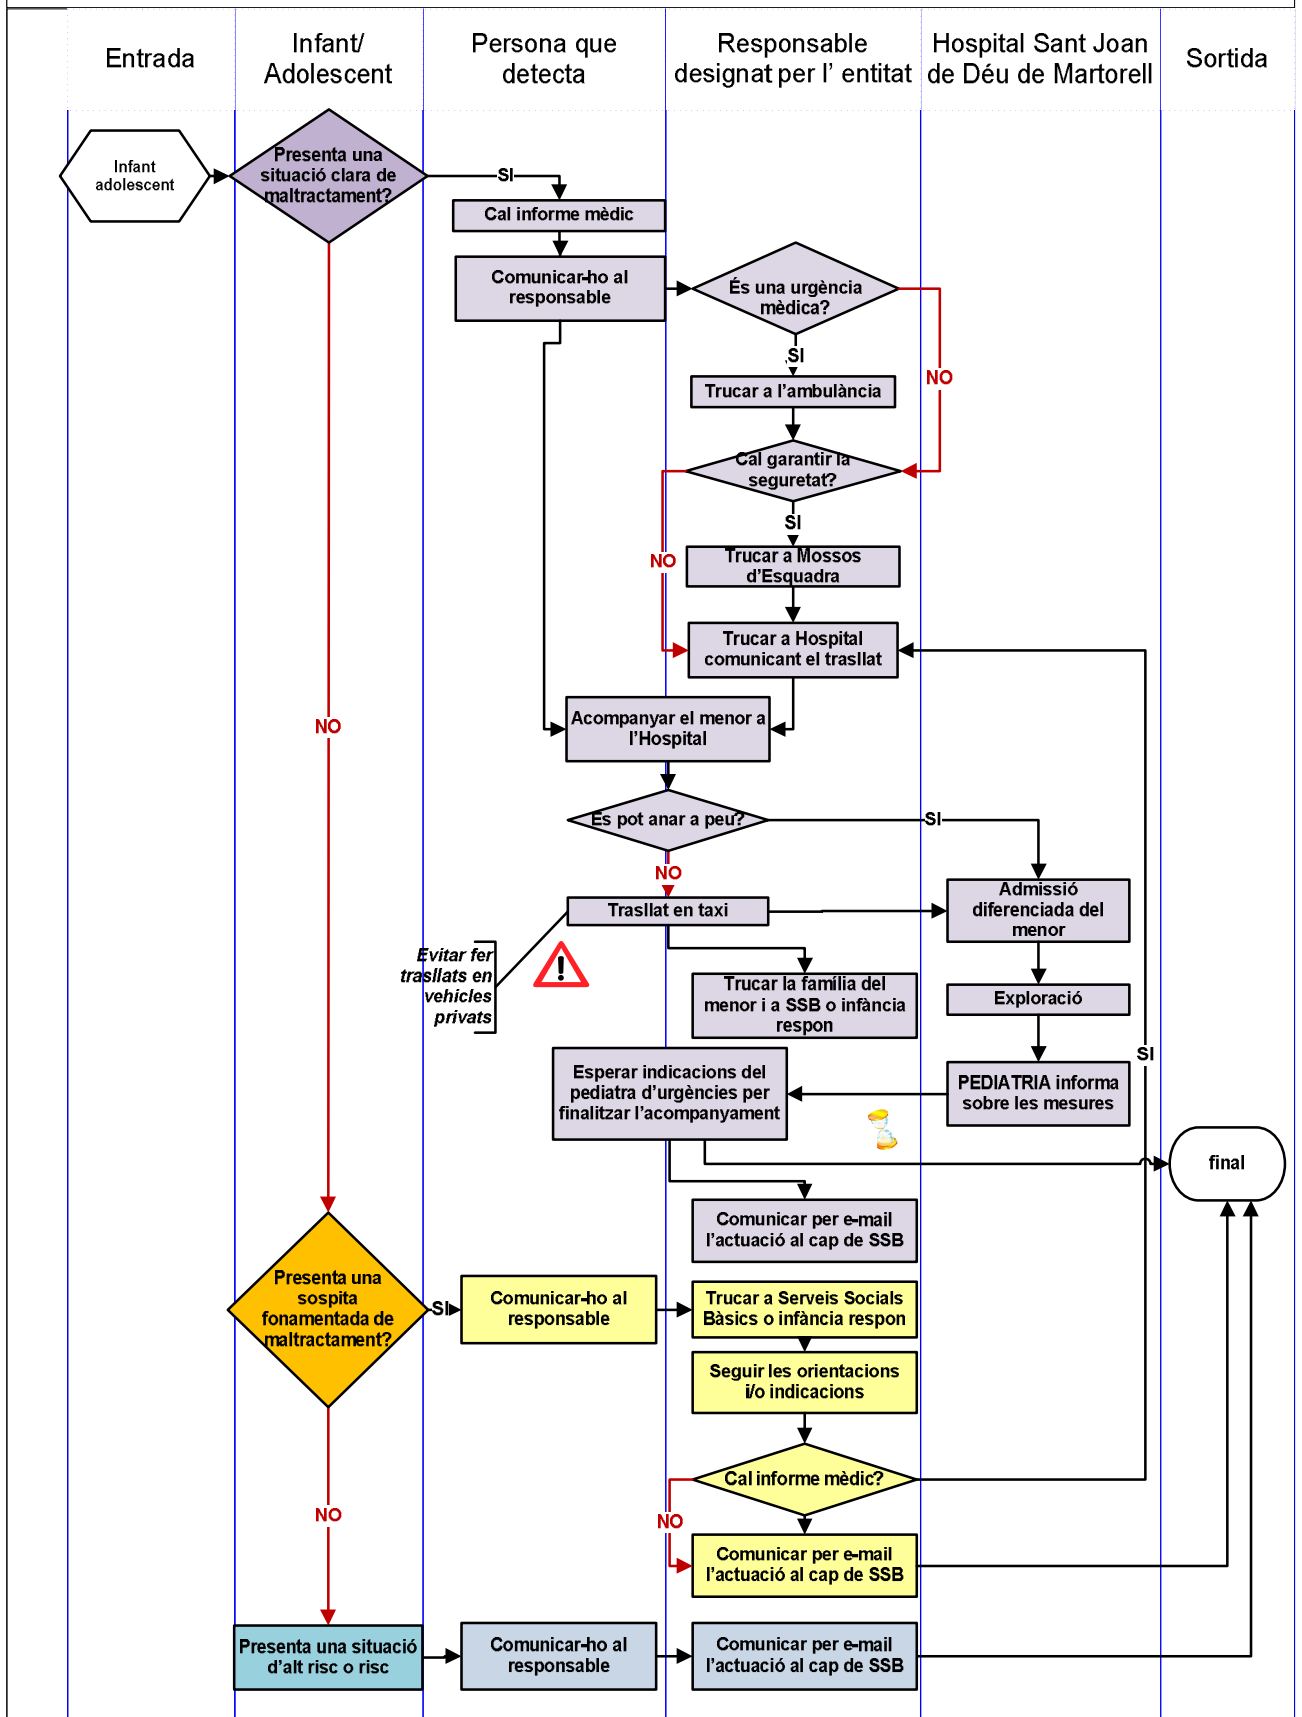 Entrada
Infant/
Adolescent
Persona que
detecta
Responsable
designat per l’ entitat
Hospital Sant Joan
de Déu de Martorell
Sortida
Infant
adolescent
Presenta una
situació clara de
maltractament?
SI
Cal informe mèdic
Comunicar-ho al
responsable
És una urgència
mèdica?
SI
NO
Trucar a l’ambulància
Cal garantir la
seguretat?
SI
NO
Trucar a Mossos
d’Esquadra
Trucar a Hospital
comunicant el trasllat
NO
Acompanyar el menor a
l’Hospital
Es pot anar a peu?
SI
NO
Trasllat en taxi
Admissió
diferenciada del
menor
Evitar fer
trasllats en
vehicles
privats
Trucar la família del
menor i a SSB o infància
respon
Exploració
SI
Esperar indicacions del
pediatra d’urgències per
finalitzar l’acompanyament
PEDIATRIA informa
sobre les mesures
final
Comunicar per e-mail
l’actuació al cap de SSB
Presenta una
sospita
fonamentada de
maltractament?
SI
Comunicar-ho al
responsable
Trucar a Serveis Socials
Bàsics o infància respon
Seguir les orientacions
i/o indicacions
Cal informe mèdic?
NO
NO
Comunicar per e-mail
l’actuació al cap de SSB
Presenta una situació
d’alt risc o risc
Comunicar-ho al
responsable
Comunicar per e-mail
l’actuació al cap de SSB